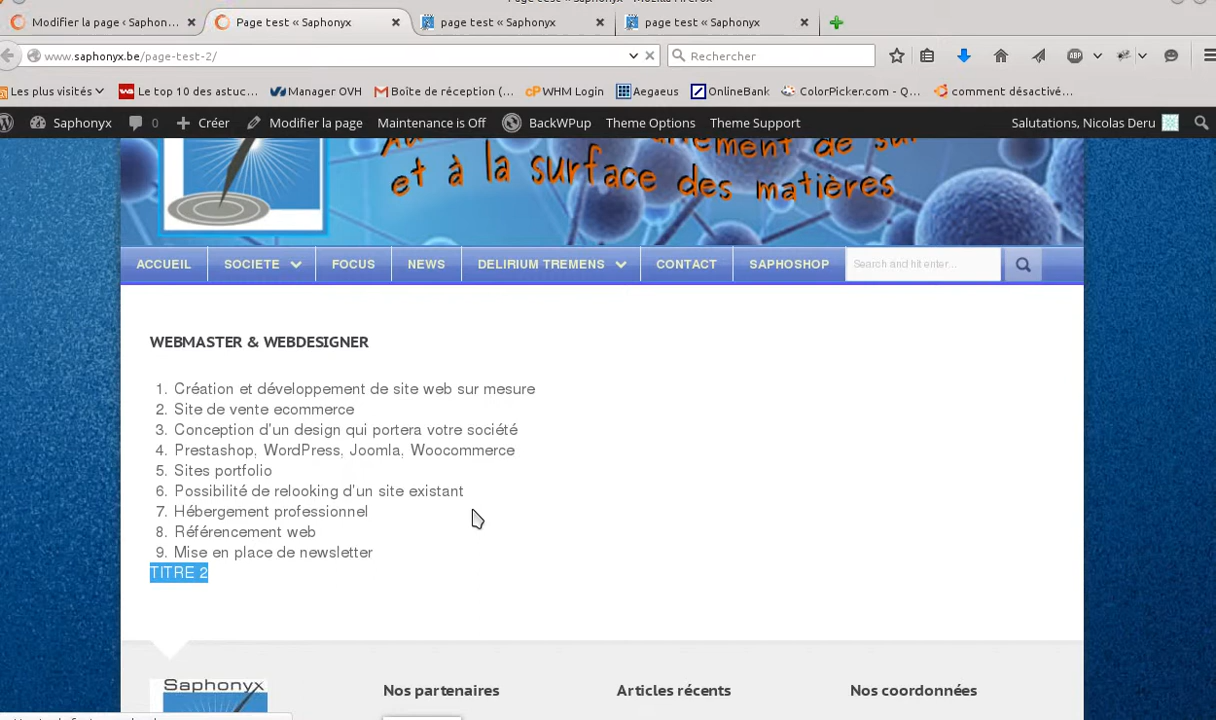 Page test « Saphonyx - Mozilla Firefox
Modifier la page ‹ Saphon...
Page test « Saphonyx
page test « Saphonyx
page test « Saphonyx
www.saphonyx.be/page-test-2/
Rechercher
ABP
Les plus visités
Le top 10 des astuc...
Manager OVH
Boîte de réception (...
WHM Login
Aegaeus
OnlineBank
ColorPicker.com - Q...
comment désactivé...
Saphonyx
0
Créer
Modifier la page
Maintenance is Off
BackWPup
Theme Options
Theme Support
Salutations, Nicolas Deru
et à la surface des matières
ACCUEIL
SOCIETE
FOCUS
NEWS
DELIRIUM TREMENS
CONTACT
SAPHOSHOP
Search and hit enter...
WEBMASTER & WEBDESIGNER
1. Création et développement de site web sur mesure
2. Site de vente ecommerce
3. Conception d'un design qui portera votre société
4. Prestashop, WordPress, Joomla, Woocommerce
5. Sites portfolio
6. Possibilité de relooking d'un site existant
7. Hébergement professionnel
8. Référencement web
9. Mise en place de newsletter
TITRE 2
Saphonyx
Nos partenaires
Articles récents
Nos coordonnées